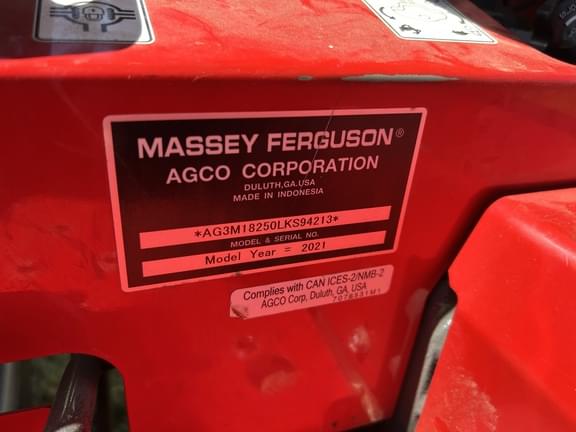 MASSEY FERGUSON®
AGCO CORPORATION
DULUTH,GA.USA
MADE IN INDONESIA
*AG3M18250LKS94213*
MODEL & SERIAL NO.
Model Year = 2021
Complies with CAN ICES-2/NMB-2
AGCO Corp, Duluth, GA, USA
7078531M1